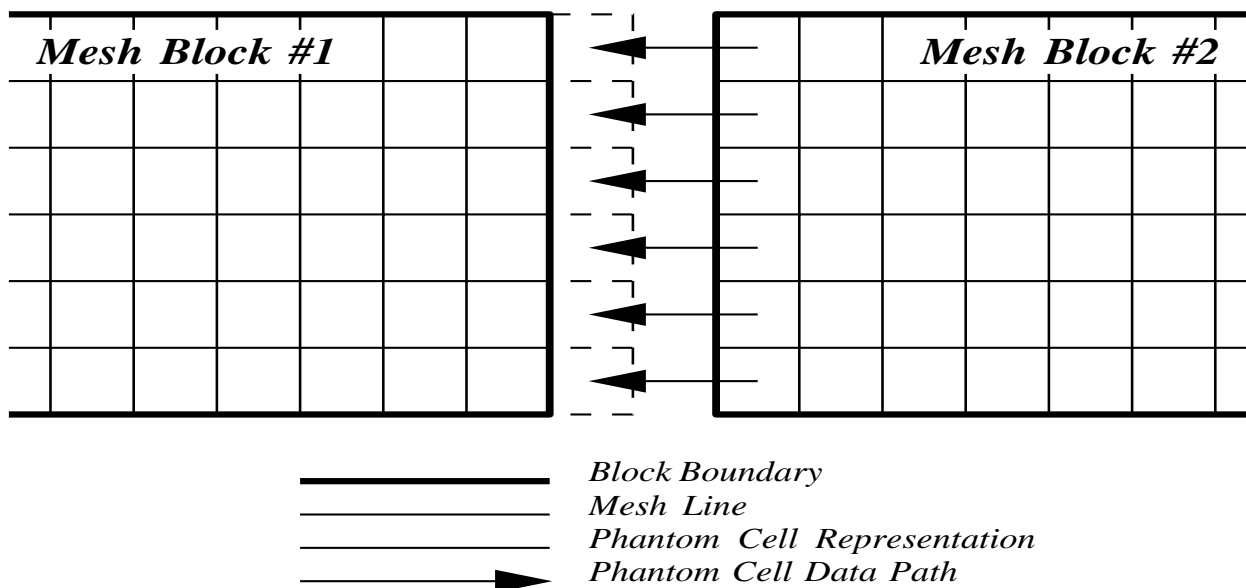 Mesh Block #1
Mesh Block #2
Block Boundary
Mesh Line
Phantom Cell Representation
Phantom Cell Data Path